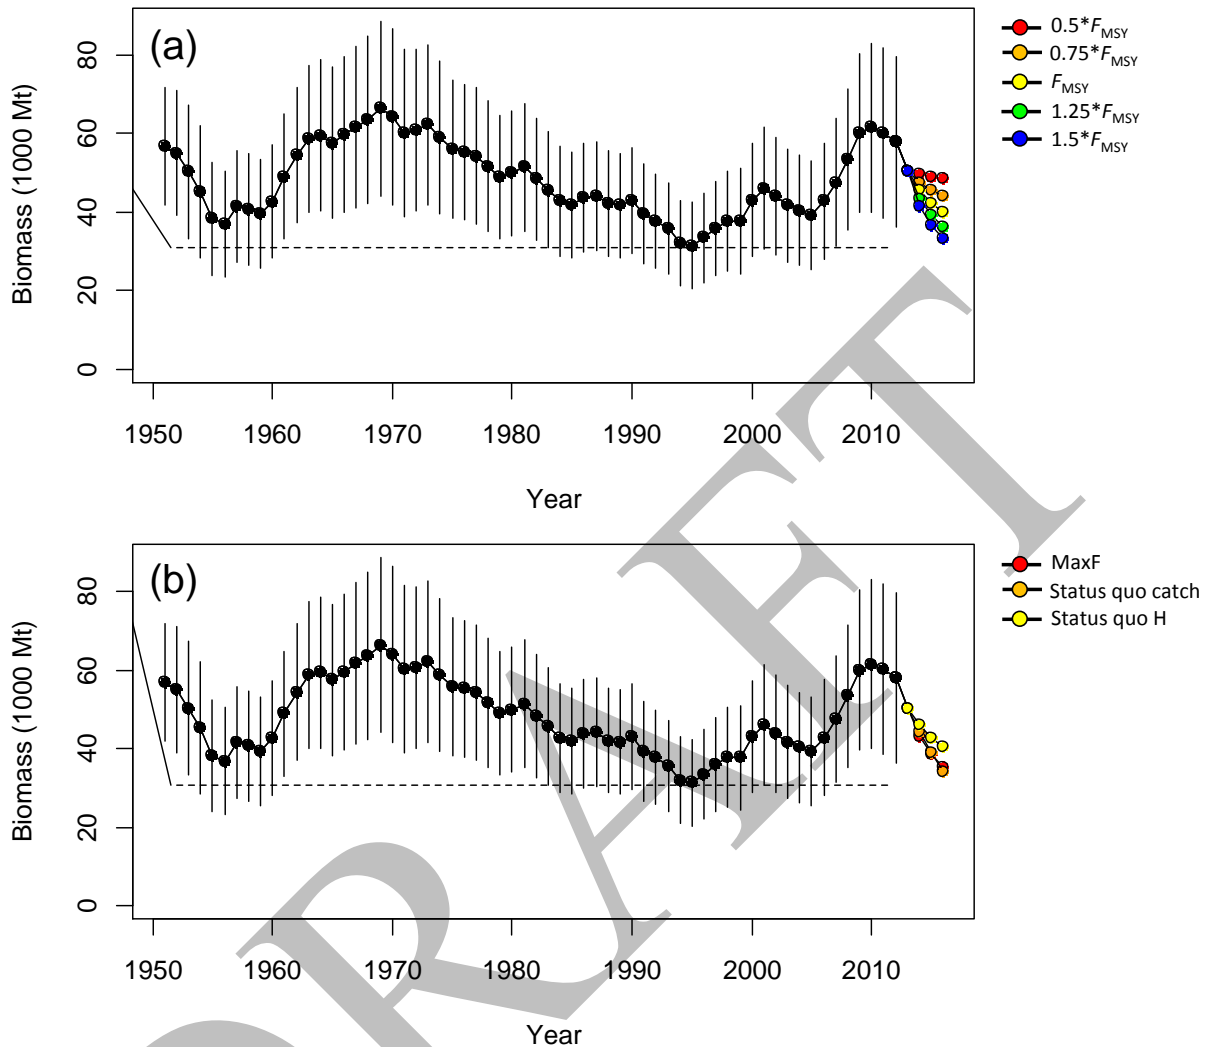 (a)
Biomass (1000 Mt)
80
60
40
20
0
1950 1960 1970 1980 1990 2000 2010
Year
0.5*FMSY
0.75*FMSY
FMSY
1.25*FMSY
1.5*FMSY
(b)
Biomass (1000 Mt)
80
60
40
20
0
1950 1960 1970 1980 1990 2000 2010
Year
MaxF
Status quo catch
Status quo H
DRAFT